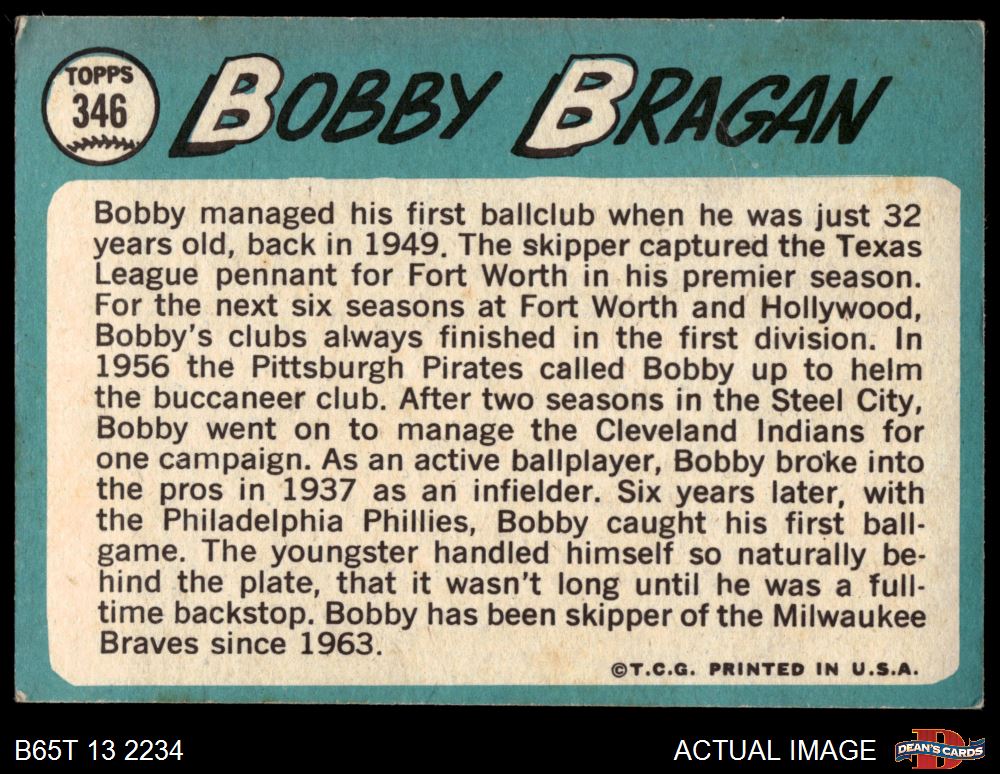 TOPPS
346
BOBBY BRAGAN
Bobby managed his first ballclub when he was just 32
years old, back in 1949. The skipper captured the Texas
League pennant for Fort Worth in his premier season.
For the next six seasons at Fort Worth and Hollywood,
Bobby's clubs always finished in the first division. In
1956 the Pittsburgh Pirates called Bobby up to helm
the buccaneer club. After two seasons in the Steel City,
Bobby went on to manage the Cleveland Indians for
one campaign. As an active ballplayer, Bobby broke into
the pros in 1937 as an infielder. Six years later, with
the Philadelphia Phillies, Bobby caught his first ball-
game. The youngster handled himself so naturally be-
hind the plate, that it wasn't long until he was a full-
time backstop. Bobby has been skipper of the Milwaukee
Braves since 1963.
©T.C.G. PRINTED IN U.S.A.
B65T 13 2234
ACTUAL IMAGE
D
DEAN'S CARDS